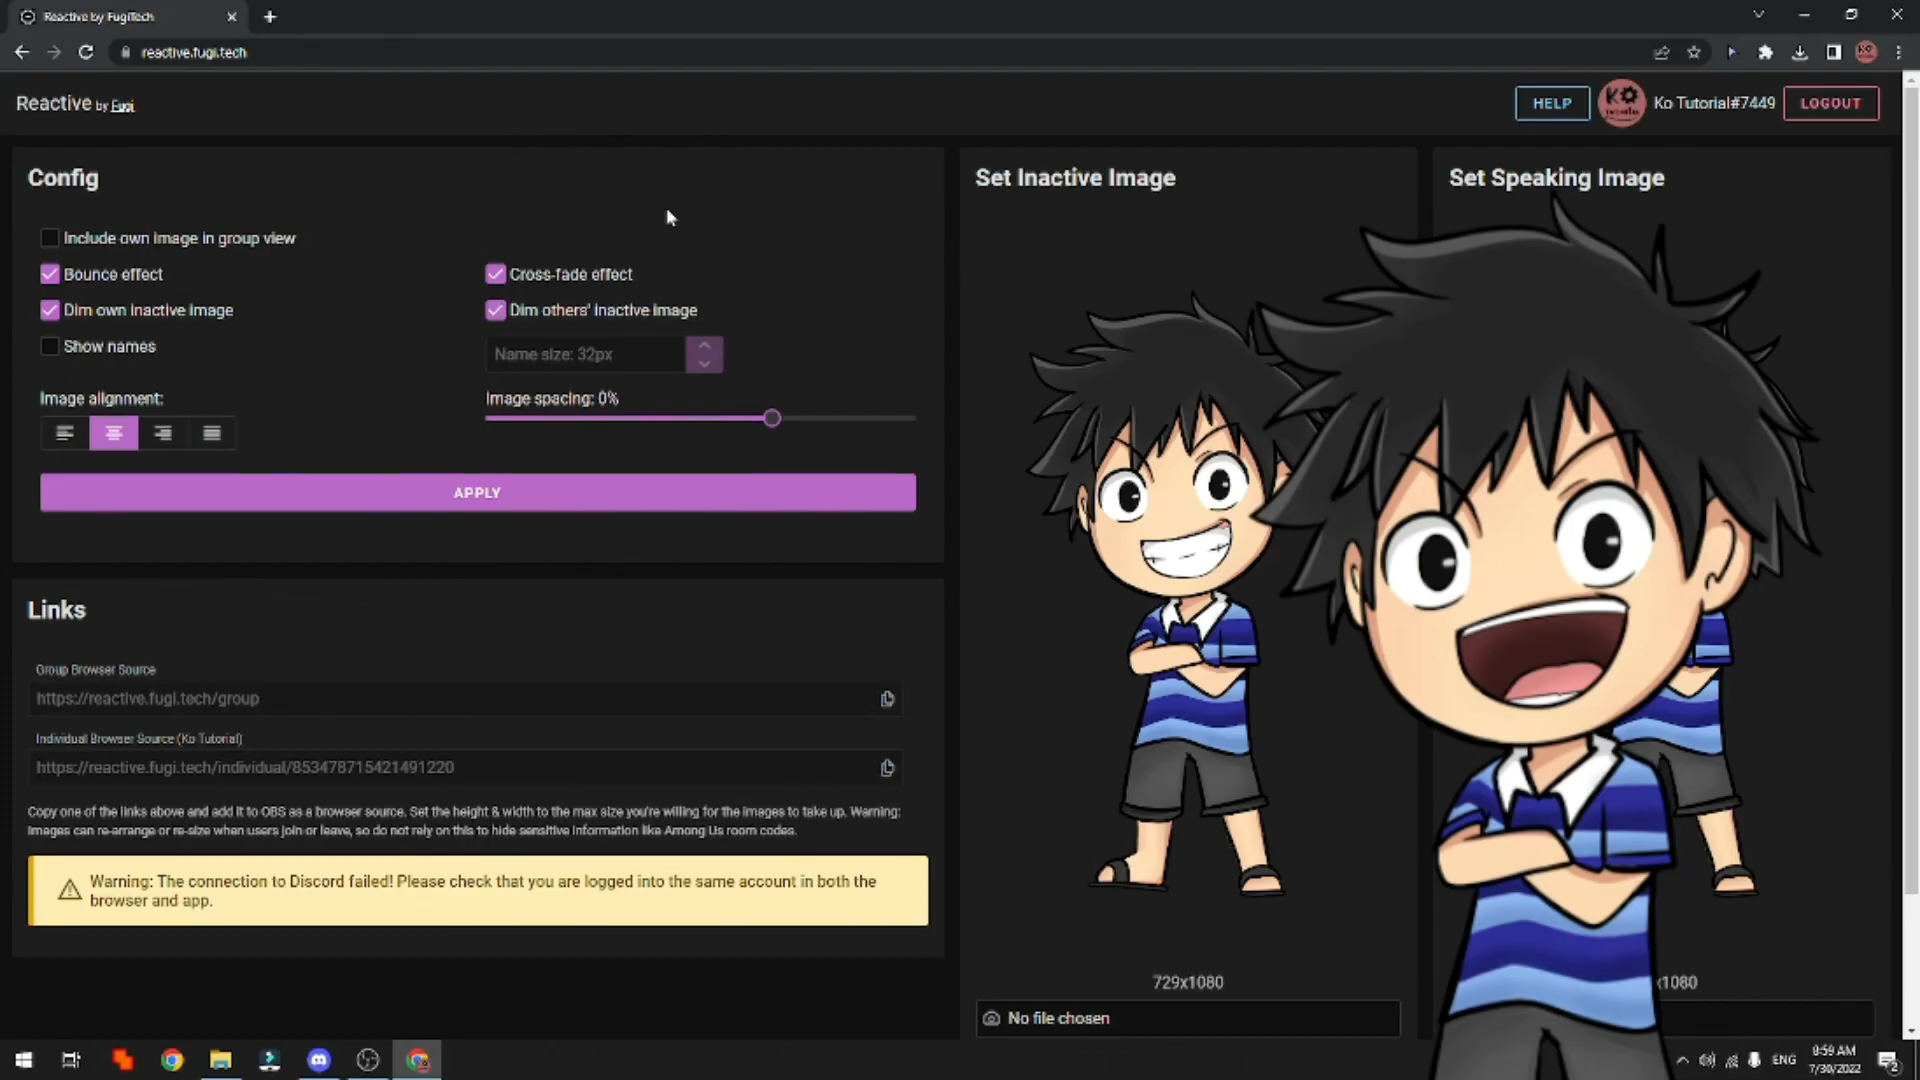 Reactive by FugiTech
reactive.fugi.tech
Reactive by Fugi
HELP
Ko Tutorial#7449
LOGOUT
Config
Include own image in group view
Bounce effect
Cross-fade effect
Dim own inactive image
Dim others' inactive image
Show names
Name size: 32px
Image alignment:
Image spacing: 0%
APPLY
Links
Group Browser Source
https://reactive.fugi.tech/group
Individual Browser Source (Ko Tutorial)
https://reactive.fugi.tech/individual/853478715421491220
Copy one of the links above and add it to OBS as a browser source. Set the height & width to the max size you're willing for the images to take up. Warning:
Images can re-arrange or re-size when users join or leave, so do not rely on this to hide sensitive information like Among Us room codes.
Warning: The connection to Discord failed! Please check that you are logged into the same account in both the
browser and app.
Set Inactive Image
729x1080
No file chosen
Set Speaking Image
x1080
ENG
8:59 AM
7/30/2022